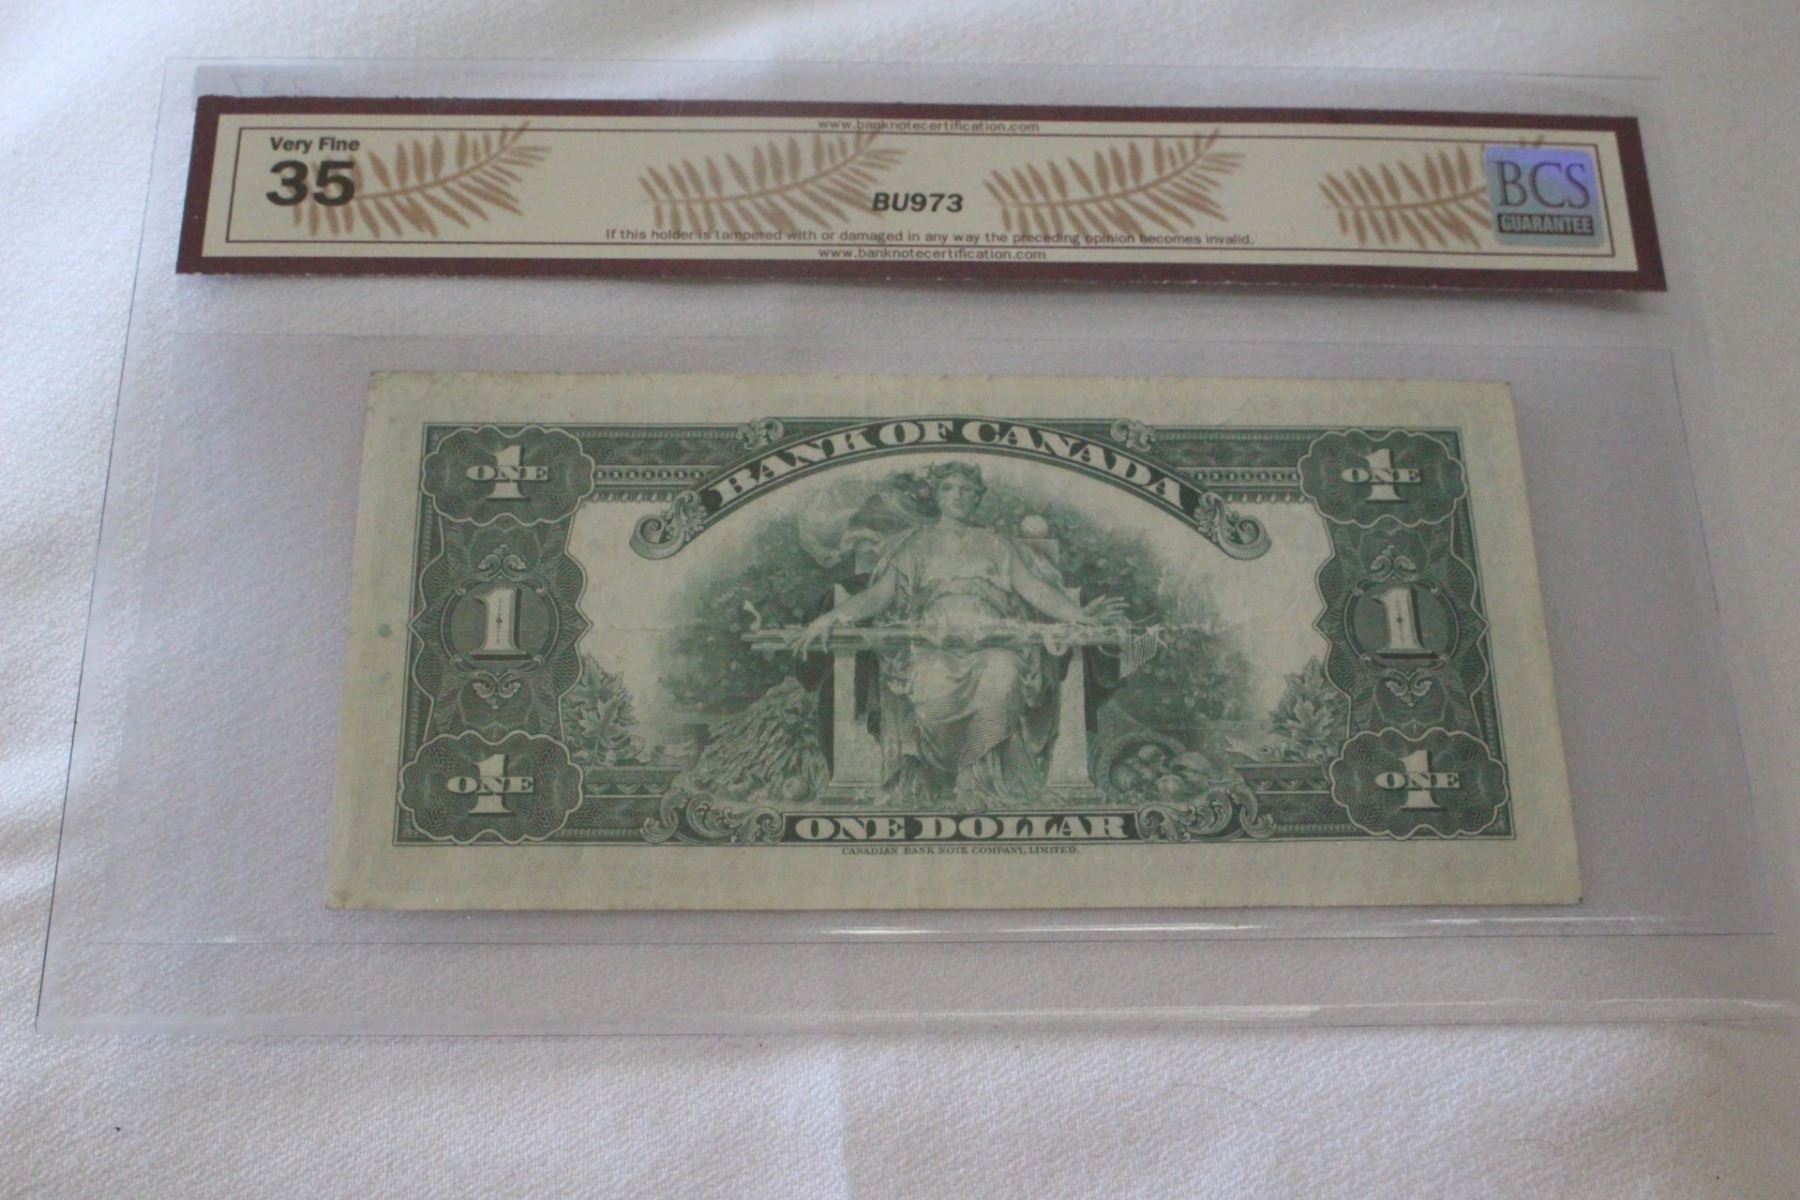 www.banknotecertification.com
Very Fine
35
BU973
BCS
GUARANTEE
If this holder is tampered with or damaged in any way the preceding opinion becomes invalid.
www.banknotecertification.com
BANK OF CANADA
1 ONE
1 ONE
1
1
1 ONE
1 ONE
ONE DOLLAR
CANADIAN BANK NOTE COMPANY, LIMITED.